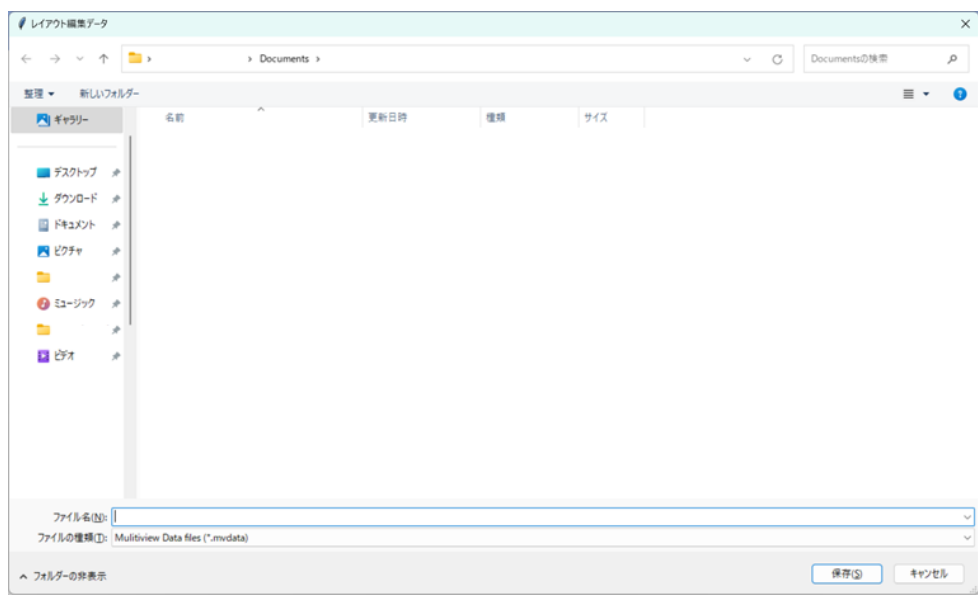 レイアウト編集データ
Documents
Documentsの検索
整理
新しいフォルダー
ギャラリー
名前 更新日時 種類 サイズ
デスクトップ
ダウンロード
ドキュメント
ピクチャ
ミュージック
ビデオ
ファイル名(N):
ファイルの種類(T): Mulitiview Data files (*.mvdata)
フォルダーの非表示
保存(S)
キャンセル